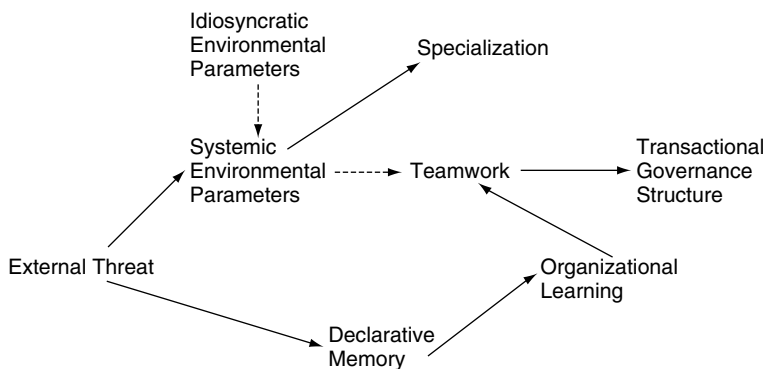 Idiosyncratic
Environmental
Parameters
Specialization
Systemic
Environmental
Parameters
Teamwork
Transactional
Governance
Structure
External Threat
Organizational
Learning
Declarative
Memory